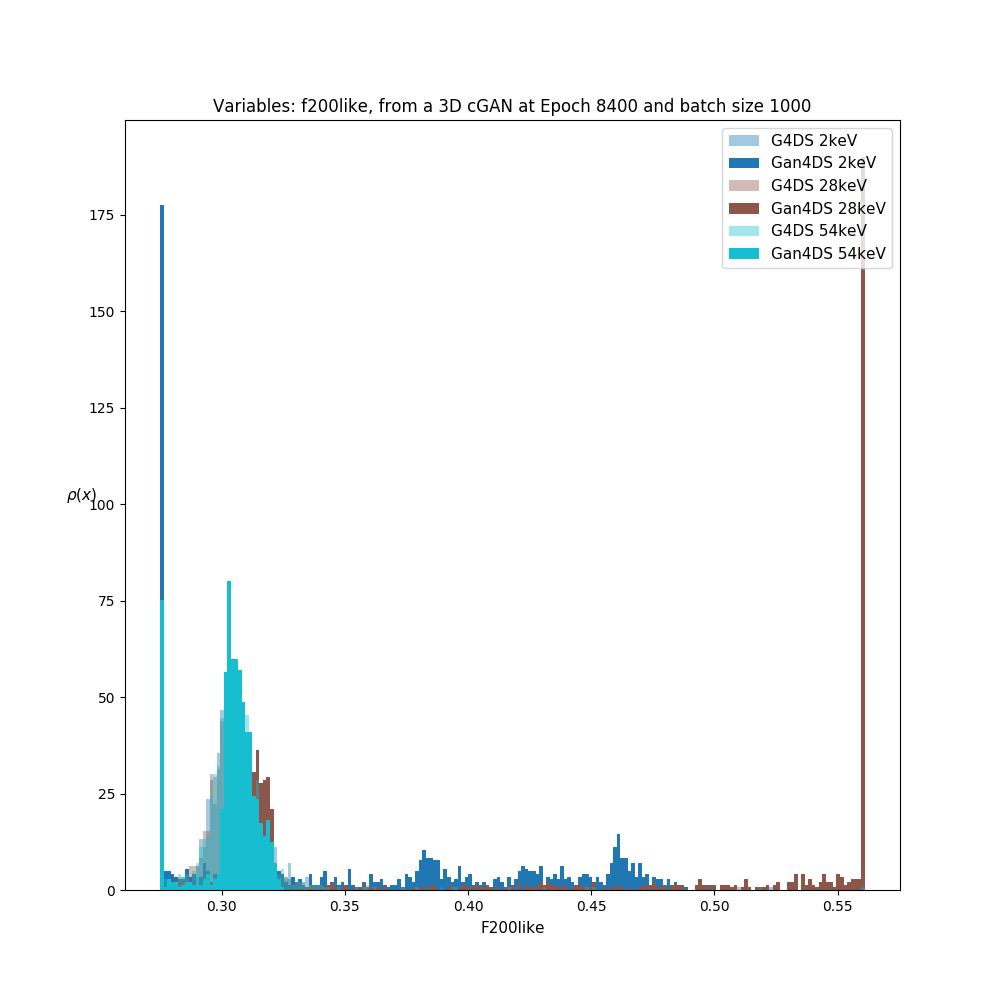 Variables: f200like, from a 3D cGAN at Epoch 8400 and batch size 1000
G4DS 2keV
Gan4DS 2keV
G4DS 28keV
Gan4DS 28keV
G4DS 54keV
Gan4DS 54keV
175
150
125
ρ(x)
100
75
50
25
0
0.30 0.35 0.40 0.45 0.50 0.55
F200like